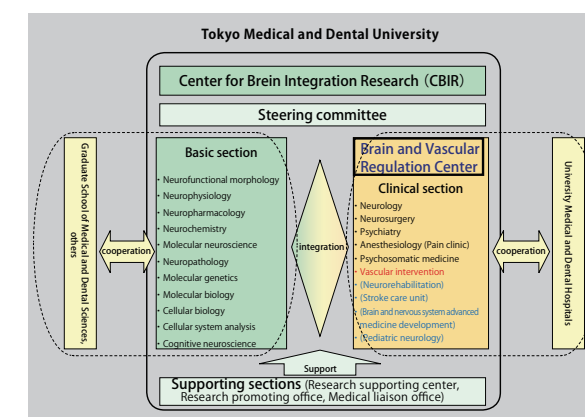 Tokyo Medical and Dental University
Center for Brein Integration Research (CBIR)
Steering committee
Graduate School of Medical and Dental Sciences,
others
cooperation
Basic section
・Neurofunctional morphology
・Neurophysiology
・Neuropharmacology
・Neurochemistry
・Molecular neuroscience
・Neuropathology
・Molecular genetics
・Molecular biology
・Cellular biology
・Cellular system analysis
・Cognitive neuroscience
integration
Brain and Vascular
Regulation Center
Clinical section
・Neurology
・Neurosurgery
・Psychiatry
・Anesthesiology (Pain clinic)
・Psychosomatic medicine
・Vascular intervention
・(Neurorehabilitation)
・(Stroke care unit)
・(Brain and nervous system advanced
medicine development)
・(Pediatric neurology)
cooperation
University Medical and Dental Hospitals
Support
Supporting sections (Research supporting center,
Research promoting office, Medical liaison office)